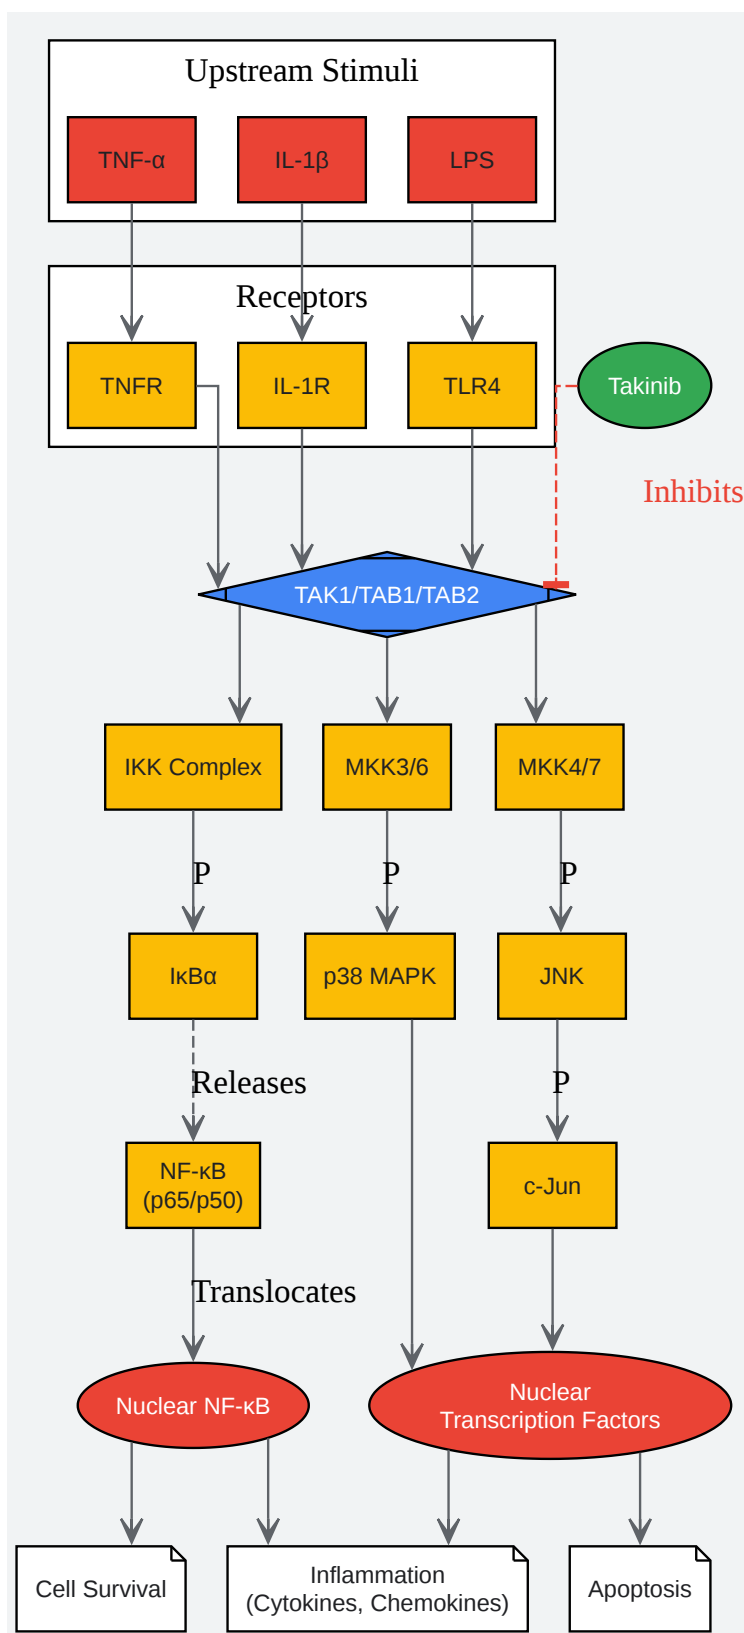 Upstream Stimuli
TNF-α
IL-1β
LPS
Receptors
TNFR
IL-1R
TLR4
Takinib
Inhibits
TAK1/TAB1/TAB2
IKK Complex
MKK3/6
MKK4/7
P
P
P
IκBα
p38 MAPK
JNK
Releases
P
NF-κB
(p65/p50)
c-Jun
Translocates
Nuclear NF-κB
Nuclear
Transcription Factors
Cell Survival
Inflammation
(Cytokines, Chemokines)
Apoptosis